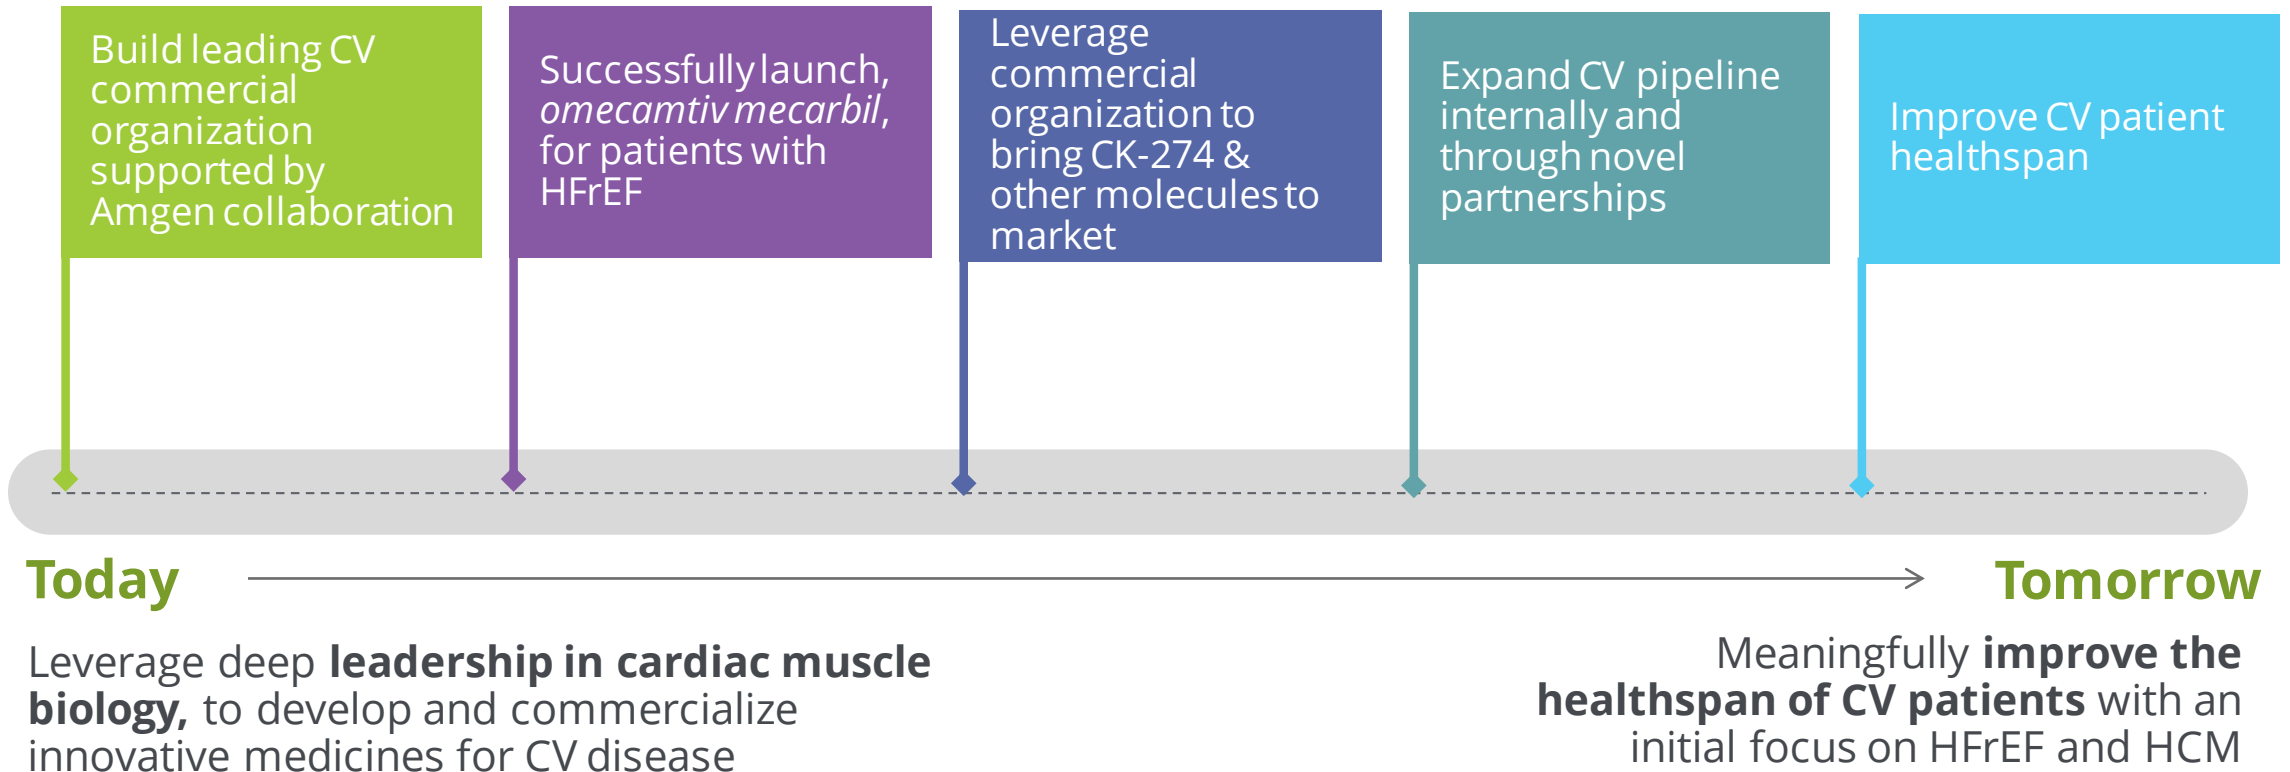 Build leading CV
commercial
organization
supported by
Amgen collaboration
Successfully launch,
omecamtiv mecarbil,
for patients with
HFrEF
Leverage
commercial
organization to
bring CK-274 &
other molecules to
market
Expand CV pipeline
internally and
through novel
partnerships
Improve CV patient
healthspan
Today
Tomorrow
Leverage deep leadership in cardiac muscle
biology, to develop and commercialize
innovative medicines for CV disease
Meaningfully improve the
healthspan of CV patients with an
initial focus on HFrEF and HCM